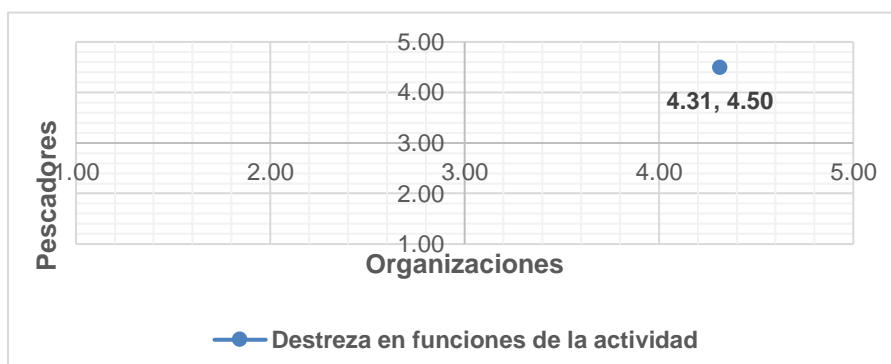 5.00
4.00
4.31, 4.50
3.00
1.00 2.00 3.00 4.00 5.00
2.00
1.00
Pescadores
Organizaciones
Destreza en funciones de la actividad